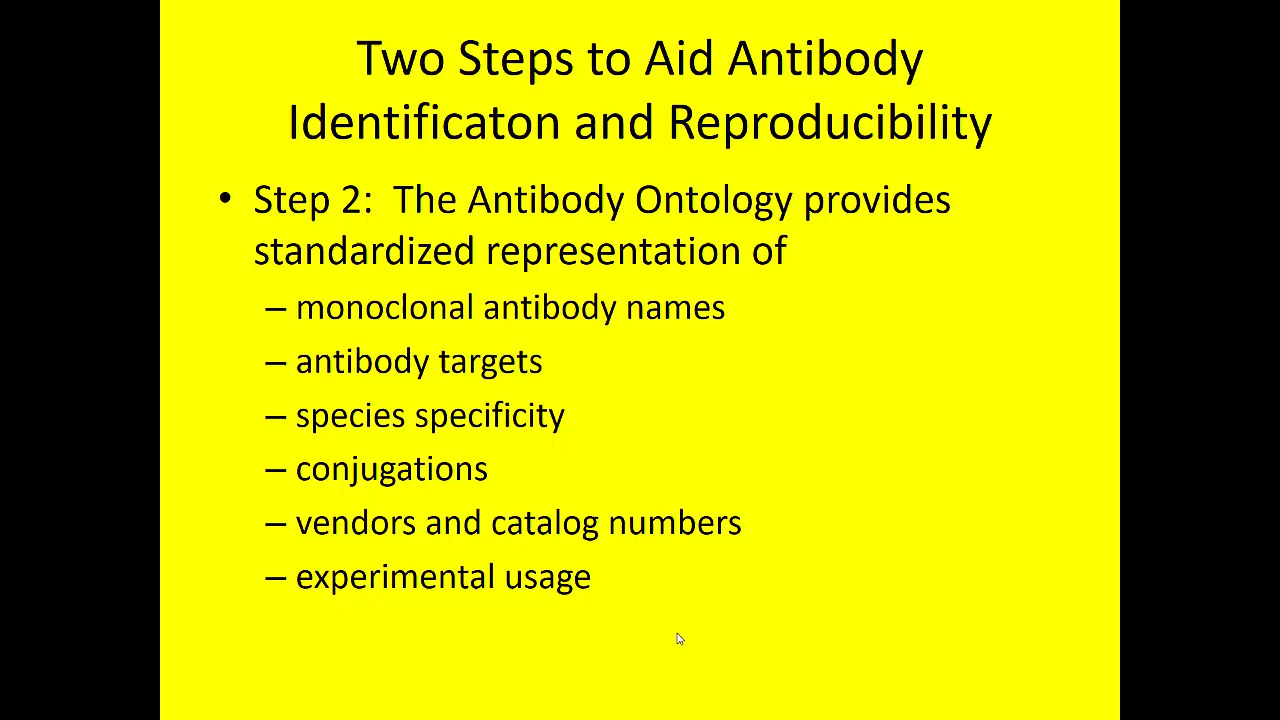 Two Steps to Aid Antibody
Identificaton and Reproducibility
• Step 2:  The Antibody Ontology provides
standardized representation of
– monoclonal antibody names
– antibody targets
– species specificity
– conjugations
– vendors and catalog numbers
– experimental usage